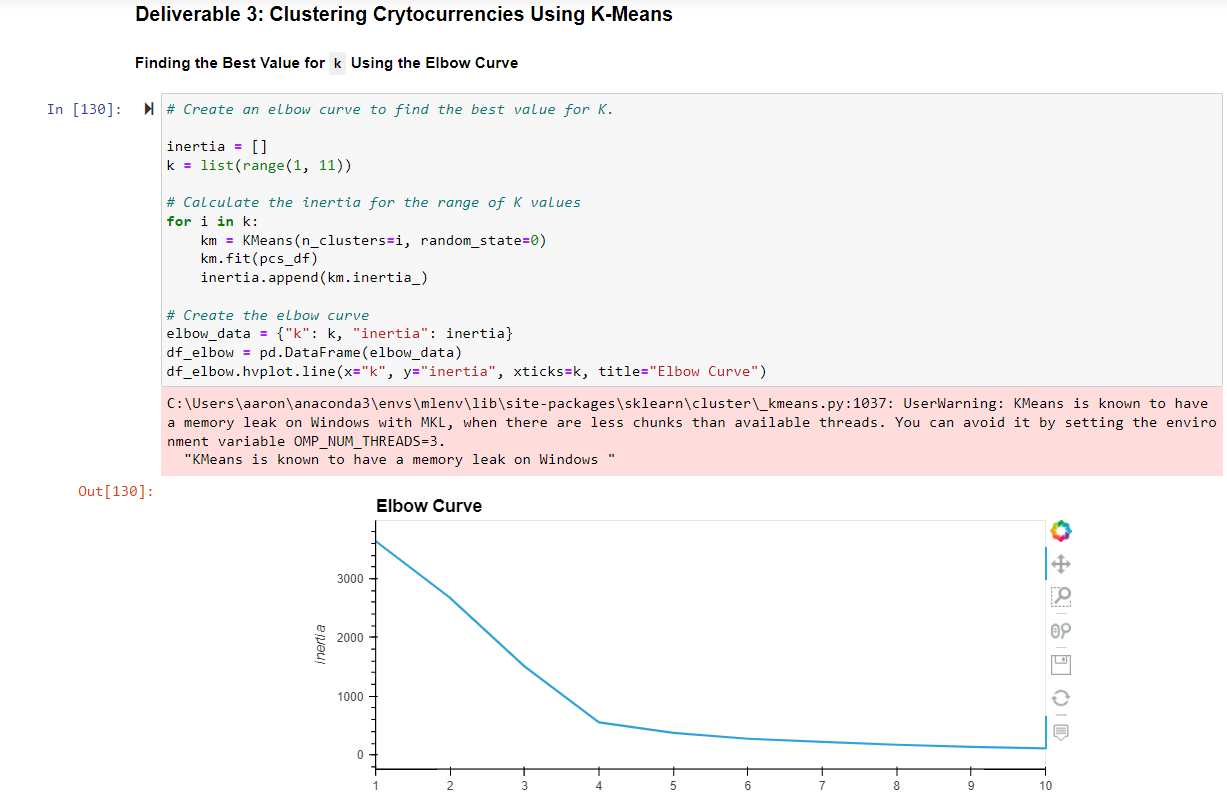 Deliverable 3: Clustering Crytocurrencies Using K-Means
Finding the Best Value for k Using the Elbow Curve
In [130]:
# Create an elbow curve to find the best value for K.
inertia = []
k = list(range(1, 11))
# Calculate the inertia for the range of K values
for i in k:
    km = KMeans(n_clusters=i, random_state=0)
    km.fit(pcs_df)
    inertia.append(km.inertia_)
# Create the elbow curve
elbow_data = {"k": k, "inertia": inertia}
df_elbow = pd.DataFrame(elbow_data)
df_elbow.hvplot.line(x="k", y="inertia", xticks=k, title="Elbow Curve")
C:\Users\aaron\anaconda3\envs\mlenv\lib\site-packages\sklearn\cluster\_kmeans.py:1037: UserWarning: KMeans is known to have
a memory leak on Windows with MKL, when there are less chunks than available threads. You can avoid it by setting the enviro
nment variable OMP_NUM_THREADS=3.
  "KMeans is known to have a memory leak on Windows "
Out[130]:
Elbow Curve
3000
2000
1000
0
inertia
1 2 3 4 5 6 7 8 9 10